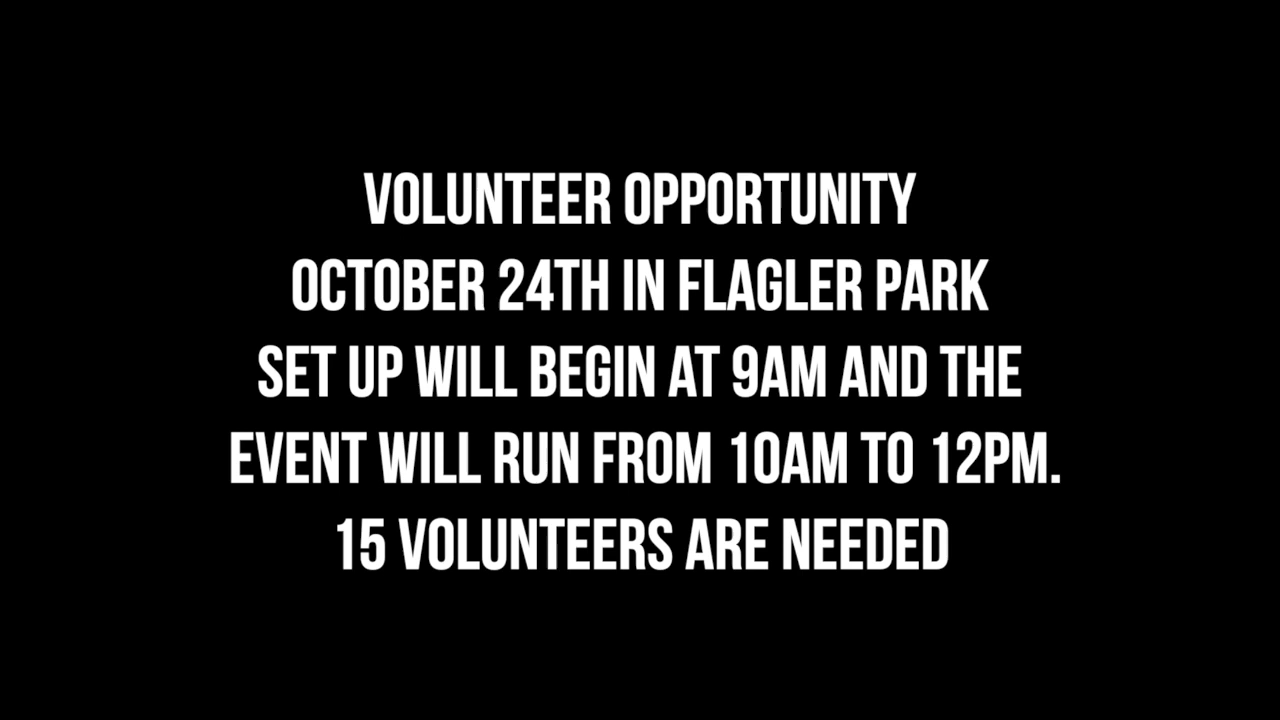 VOLUNTEER OPPORTUNITY
OCTOBER 24TH IN FLAGLER PARK
SET UP WILL BEGIN AT 9AM AND THE
EVENT WILL RUN FROM 10AM TO 12PM.
15 VOLUNTEERS ARE NEEDED